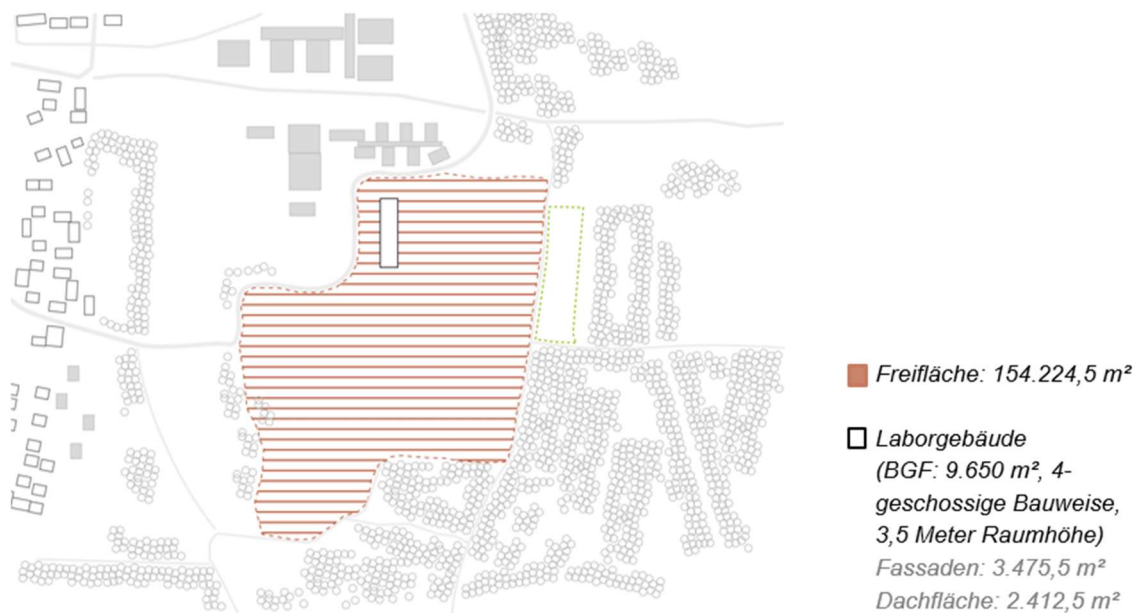 Freifläche: 154.224,5 m²
Laborgebäude
(BGF: 9.650 m², 4-
geschossige Bauweise,
3,5 Meter Raumhöhe)
Fassaden: 3.475,5 m²
Dachfläche: 2.412,5 m²